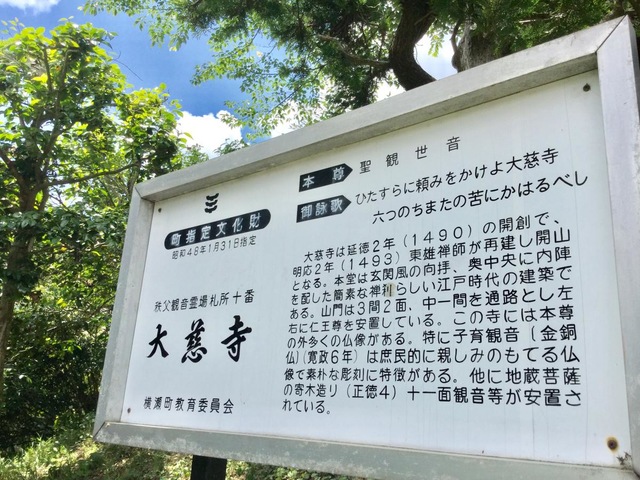 町指定文化財
昭和48年1月31日指定
秩父観音霊場札所十番
大慈寺
横瀬町教育委員会
本尊 聖観世音
御詠歌 ひたすらに頼みをかけよ大慈寺
六つのちまたの苦にかはるべし
大慈寺は延徳2年(1490)の開創で、
明応2年(1493)東雄禅師が再建し開山
となる。本堂は玄関風の向拝、奥中央に内陣
を配した簡素な神川らしい江戸時代の建築で
ある。山門は3間2面、中一間を通路とし左
右に仁王尊を安置している。この寺には本尊
の外多くの仏像がある。特に子育観音(金銅
仏)(寛政6年)は庶民的に親しみのもてる仏
像で素朴な彫刻に特徴がある。他に地蔵菩薩
の寄木造り(正徳4)十一面観音等が安置さ
れている。